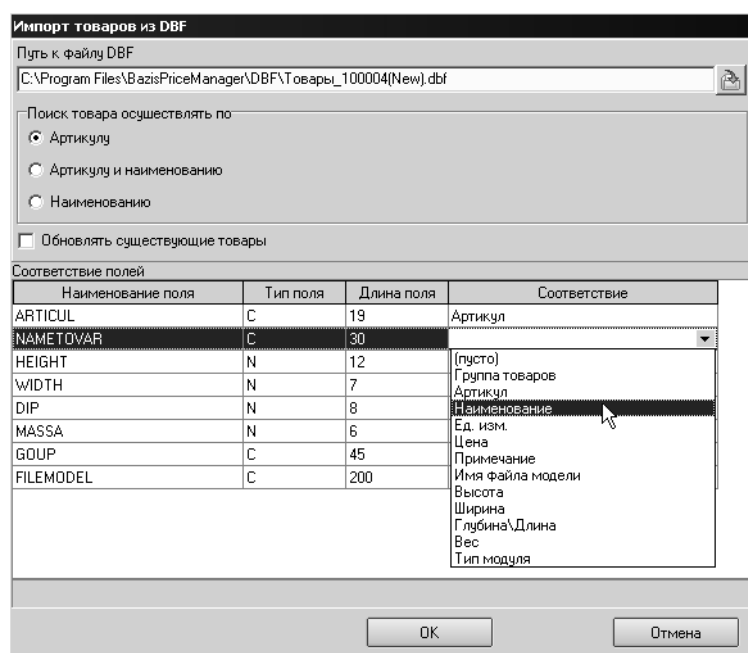 Импорт товаров из DBF
Путь к файлу DBF
C:\Program Files\BazisPriceManager\DBF\Товары_100004(New).dbf
Поиск товара осуществлять по
Артикулу
Артикулу и наименованию
Наименованию
Обновлять существующие товары
Соответствие полей
Наименование поля Тип поля Длина поля Соответствие
ARTICUL C 19 Артикул
NAMETOVAR C 30
HEIGHT N 12
WIDTH N 7
DIP N 8
MASSA N 6
GOUP C 45
FILEMODEL C 200
(пусто)
Группа товаров
Артикул
Наименование
Ед. изм.
Цена
Примечание
Имя файла модели
Высота
Ширина
Глубина\Длина
Вес
Тип модуля
OK Отмена